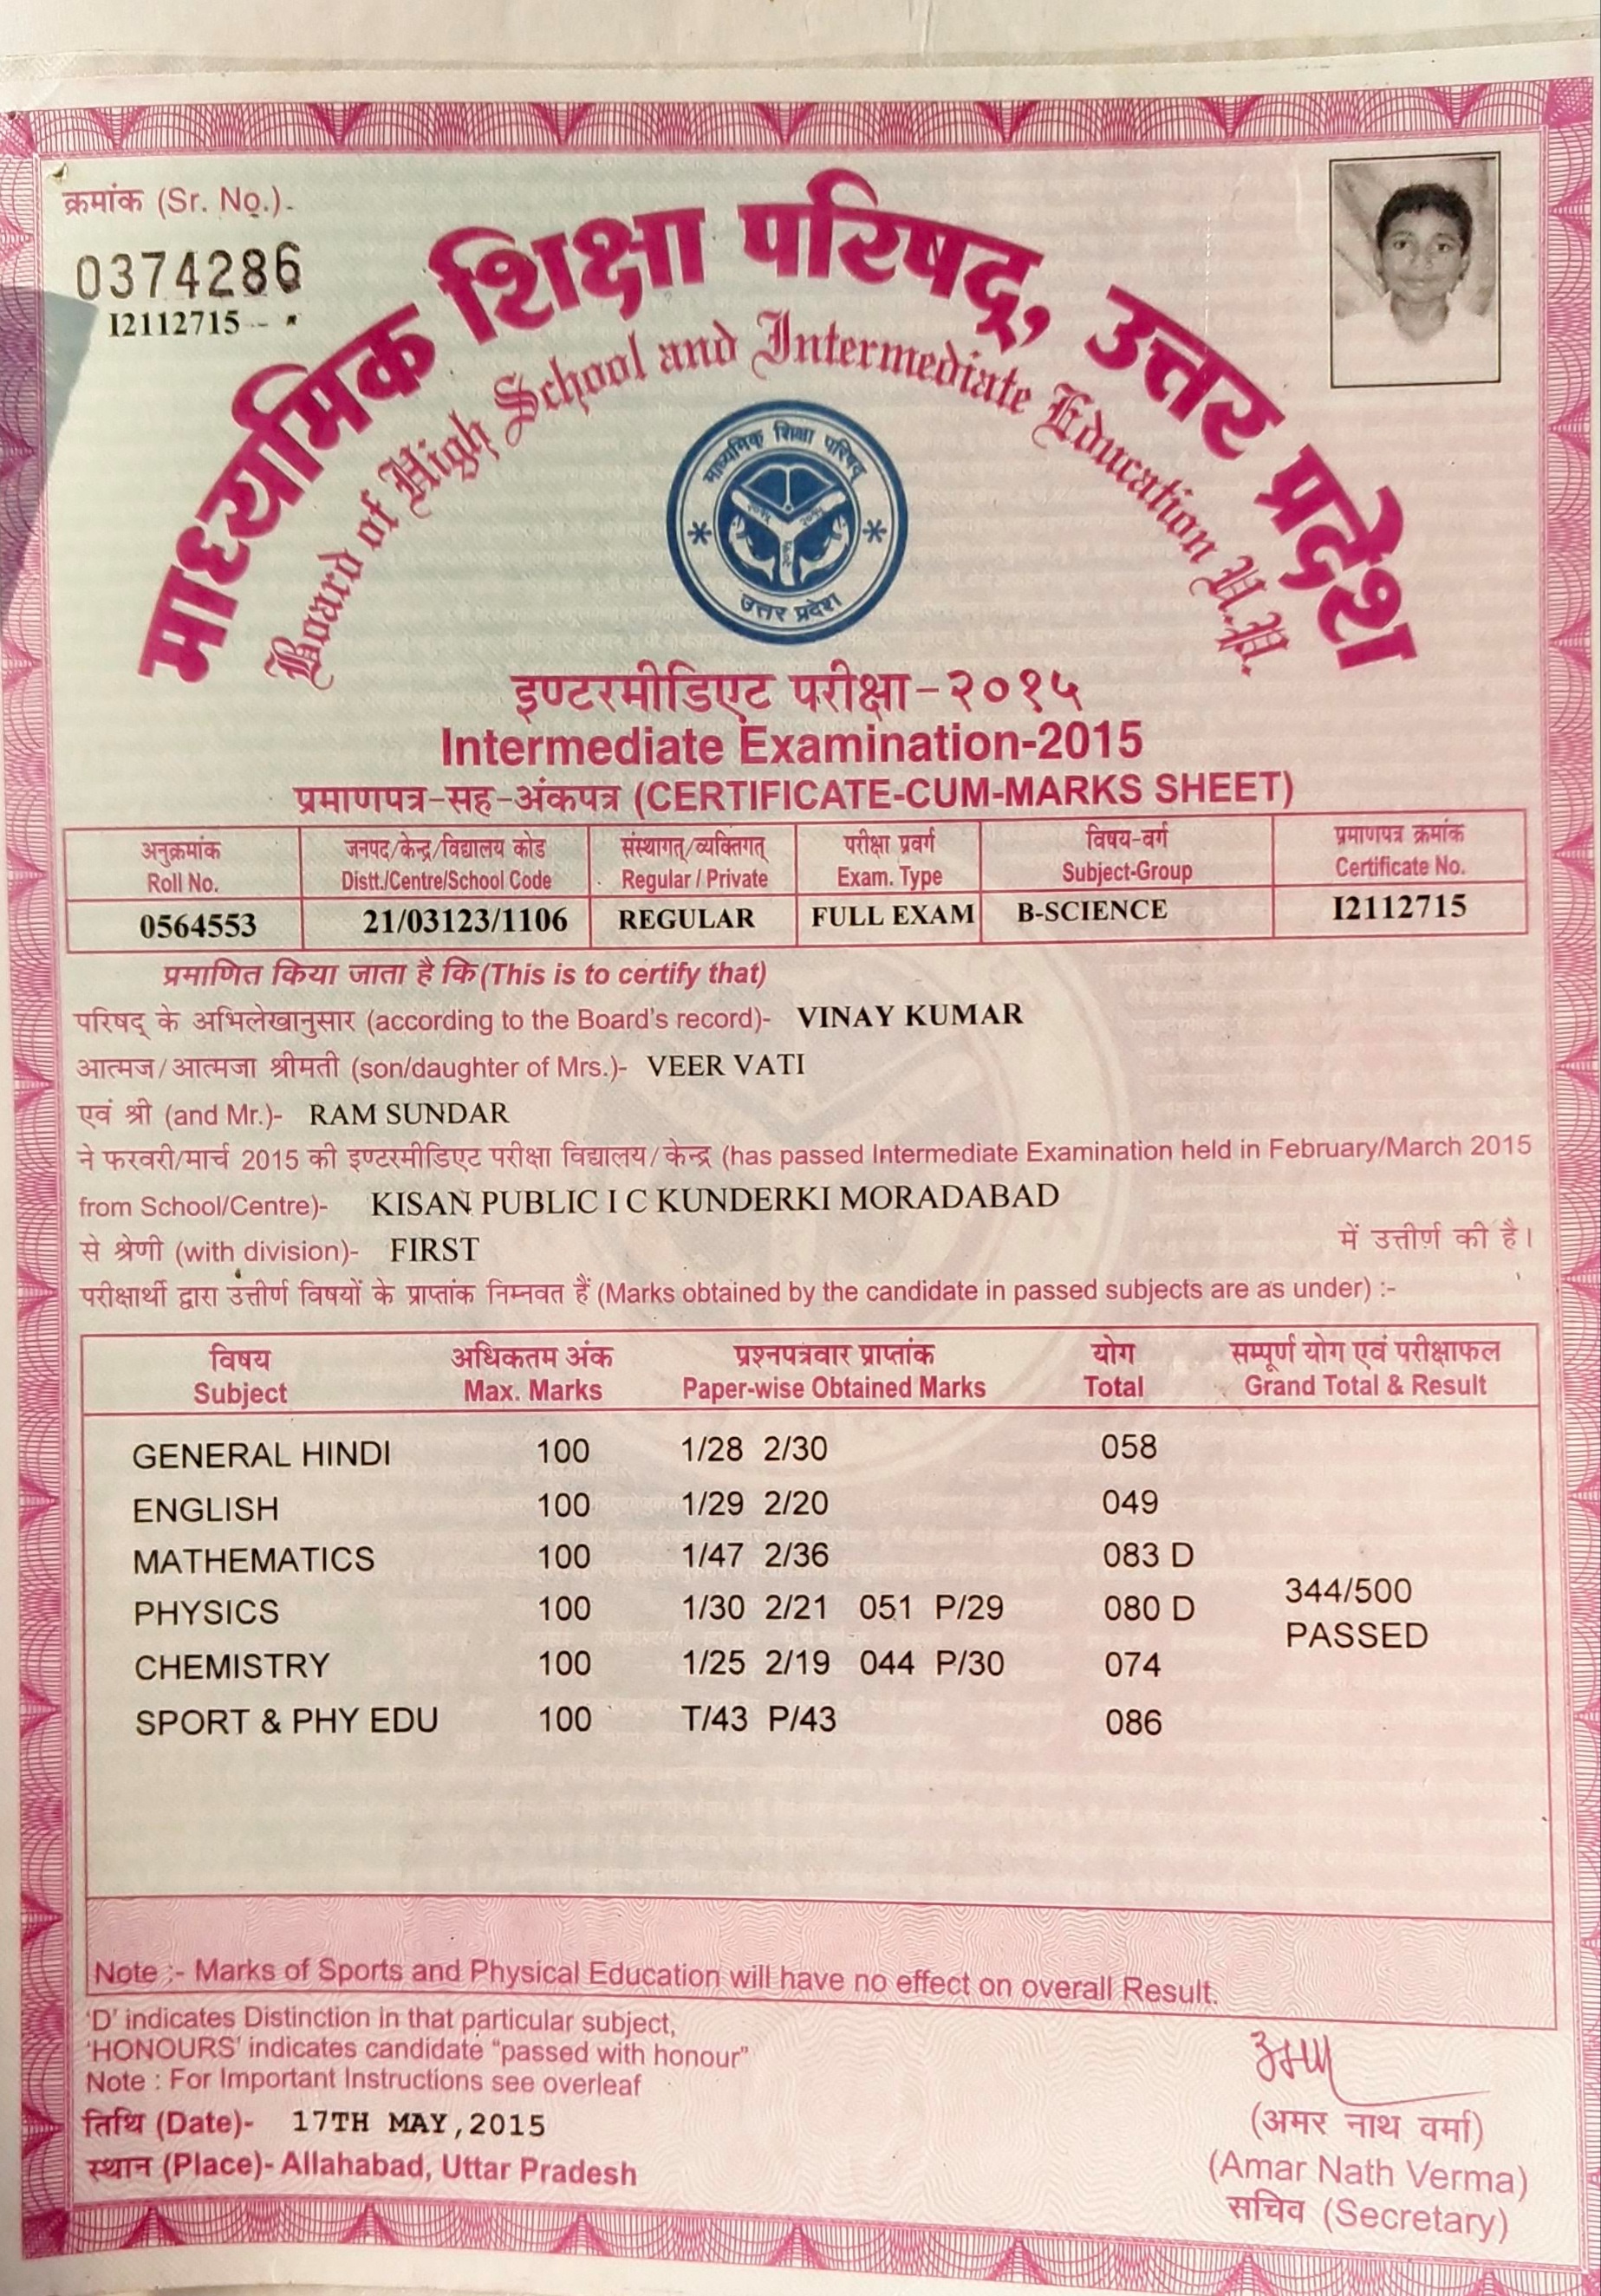 क्रमांक (Sr. No.)-
0374286
I2112715
माध्यमिक शिक्षा परिषद्, उत्तर प्रदेश
Board of High School and Intermediate Education U.P.
माध्यमिक शिक्षा परिषद्
उत्तर प्रदेश
इण्टरमीडिएट परीक्षा-२०१५
Intermediate Examination-2015
प्रमाणपत्र-सह-अंकपत्र (CERTIFICATE-CUM-MARKS SHEET)
अनुक्रमांक जनपद/केन्द्र/विद्यालय कोड संस्थागत्/व्यक्तिगत् परीक्षा प्रवर्ग विषय-वर्ग प्रमाणपत्र क्रमांक
Roll No. Distt./Centre/School Code Regular / Private Exam. Type Subject-Group Certificate No.
0564553 21/03123/1106 REGULAR FULL EXAM B-SCIENCE I2112715
प्रमाणित किया जाता है कि (This is to certify that)
परिषद् के अभिलेखानुसार (according to the Board's record)- VINAY KUMAR
आत्मज/आत्मजा श्रीमती (son/daughter of Mrs.)- VEER VATI
एवं श्री (and Mr.)- RAM SUNDAR
ने फरवरी/मार्च 2015 की इण्टरमीडिएट परीक्षा विद्यालय/केन्द्र (has passed Intermediate Examination held in February/March 2015
from School/Centre)- KISAN PUBLIC I C KUNDERKI MORADABAD
से श्रेणी (with division)- FIRST में उत्तीर्ण की है।
परीक्षार्थी द्वारा उत्तीर्ण विषयों के प्राप्तांक निम्नवत हैं (Marks obtained by the candidate in passed subjects are as under) :-
विषय अधिकतम अंक प्रश्नपत्रवार प्राप्तांक योग सम्पूर्ण योग एवं परीक्षाफल
Subject Max. Marks Paper-wise Obtained Marks Total Grand Total & Result
GENERAL HINDI 100 1/28 2/30 058
ENGLISH 100 1/29 2/20 049
MATHEMATICS 100 1/47 2/36 083 D
PHYSICS 100 1/30 2/21 051 P/29 080 D 344/500
PASSED
CHEMISTRY 100 1/25 2/19 044 P/30 074
SPORT & PHY EDU 100 T/43 P/43 086
Note :- Marks of Sports and Physical Education will have no effect on overall Result.
'D' indicates Distinction in that particular subject,
'HONOURS' indicates candidate "passed with honour"
Note : For Important Instructions see overleaf
तिथि (Date)- 17TH MAY,2015
स्थान (Place)- Allahabad, Uttar Pradesh
(अमर नाथ वर्मा)
(Amar Nath Verma)
सचिव (Secretary)